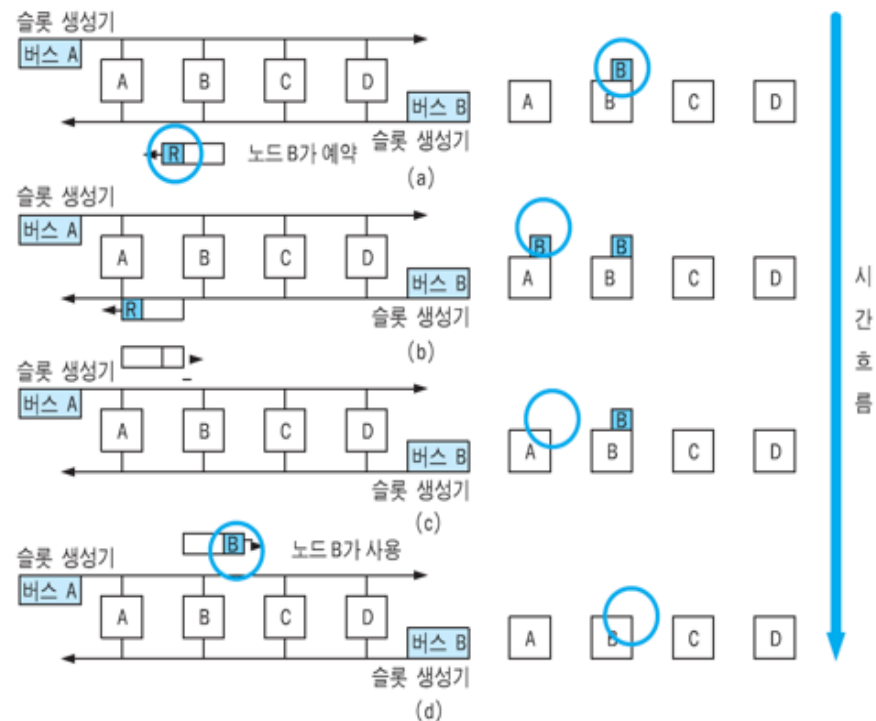 슬롯 생성기
버스 A
A B C D
버스 B
슬롯 생성기
R 노드 B가 예약
(a)
B
A B C D
슬롯 생성기
버스 A
A B C D
버스 B
슬롯 생성기
R
(b)
B B
A B C D
슬롯 생성기
버스 A
A B C D
버스 B
슬롯 생성기
(c)
B
A B C D
B 노드 B가 사용
슬롯 생성기
버스 A
A B C D
버스 B
슬롯 생성기
(d)
A B C D
시
간
흐
름